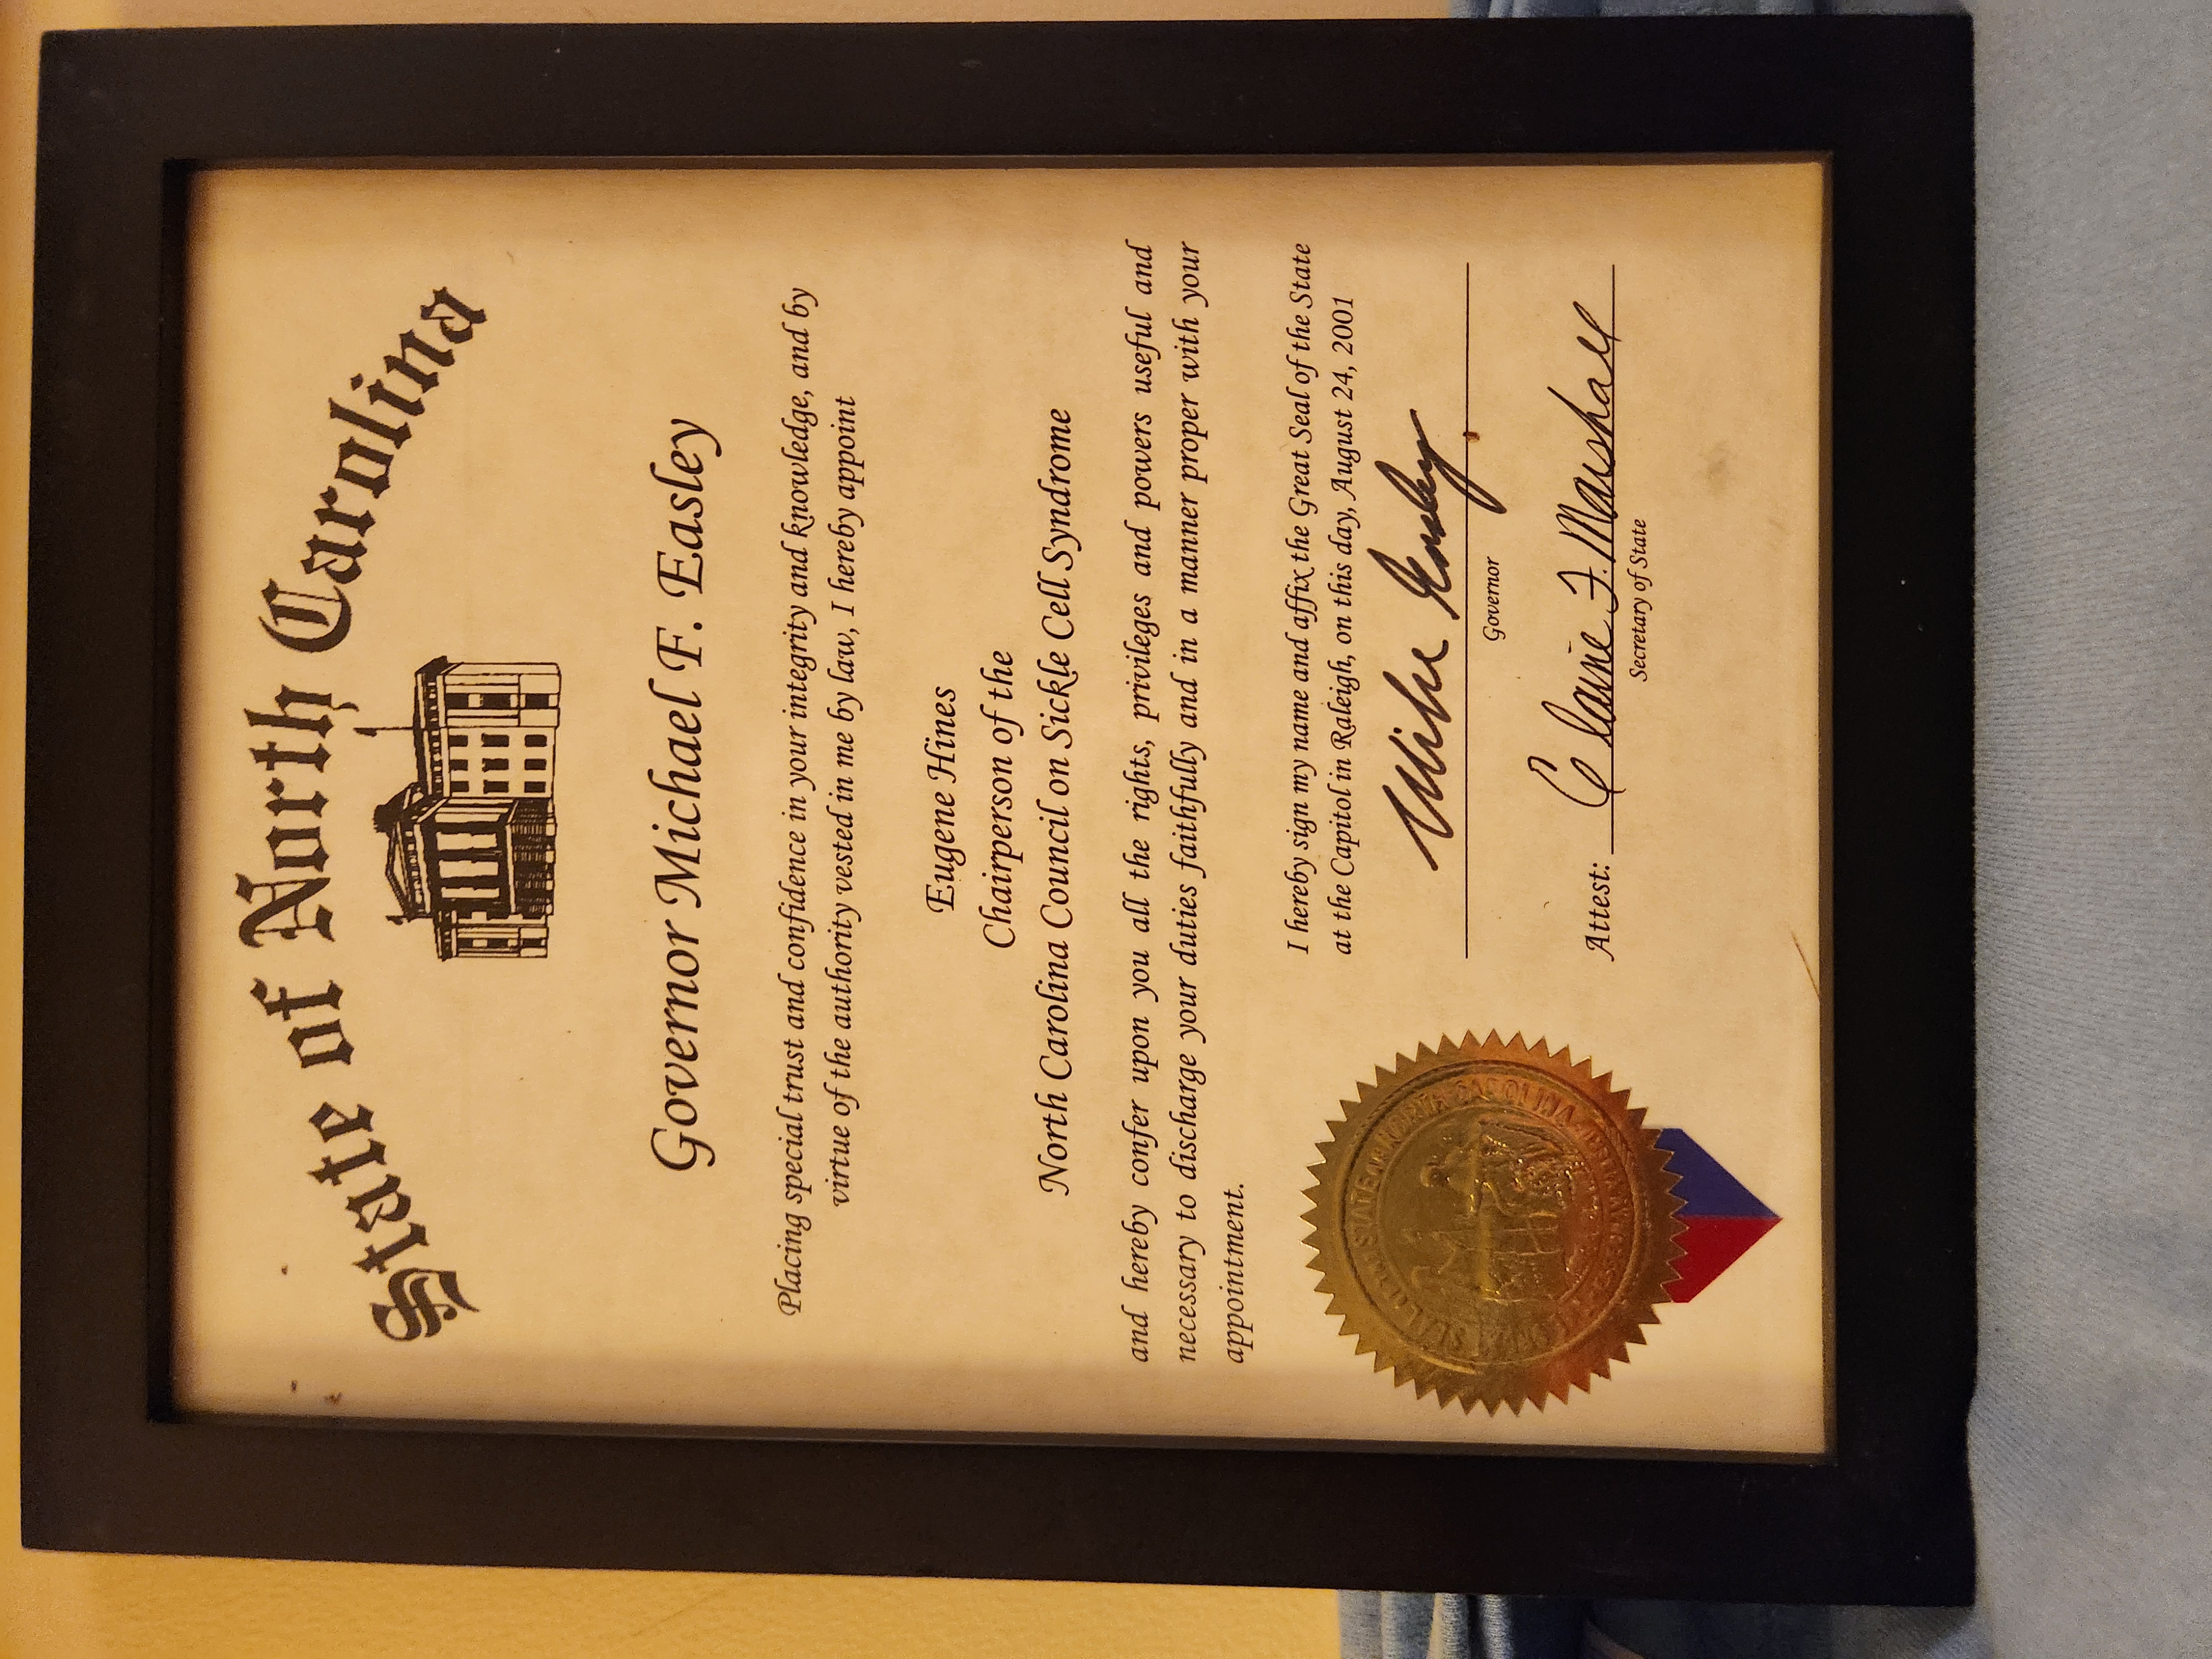 State of North Carolina
Governor Michael F. Easley
Placing special trust and confidence in your integrity and knowledge, and by
virtue of the authority vested in me by law, I hereby appoint
Eugene Hines
Chairperson of the
North Carolina Council on Sickle Cell Syndrome
and hereby confer upon you all the rights, privileges and powers useful and
necessary to discharge your duties faithfully and in a manner proper with your
appointment.
I hereby sign my name and affix the Great Seal of the State
at the Capitol in Raleigh, on this day, August 24, 2001
Mike Easley
Governor
Attest: Elaine F. Marshall
Secretary of State
STATE OF NORTH CAROLINA